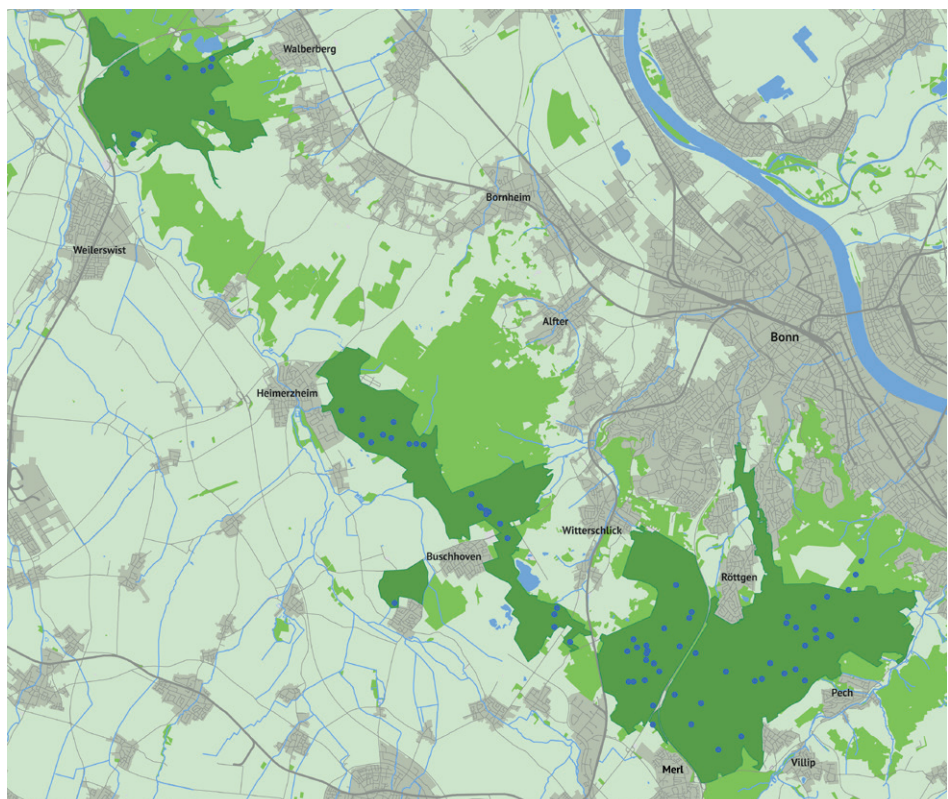 Walberberg
Bornheim
Weilerswist
Alfter
Bonn
Heimerzheim
Witterschlick
Buschhoven
Röttgen
Pech
Villip
Merl